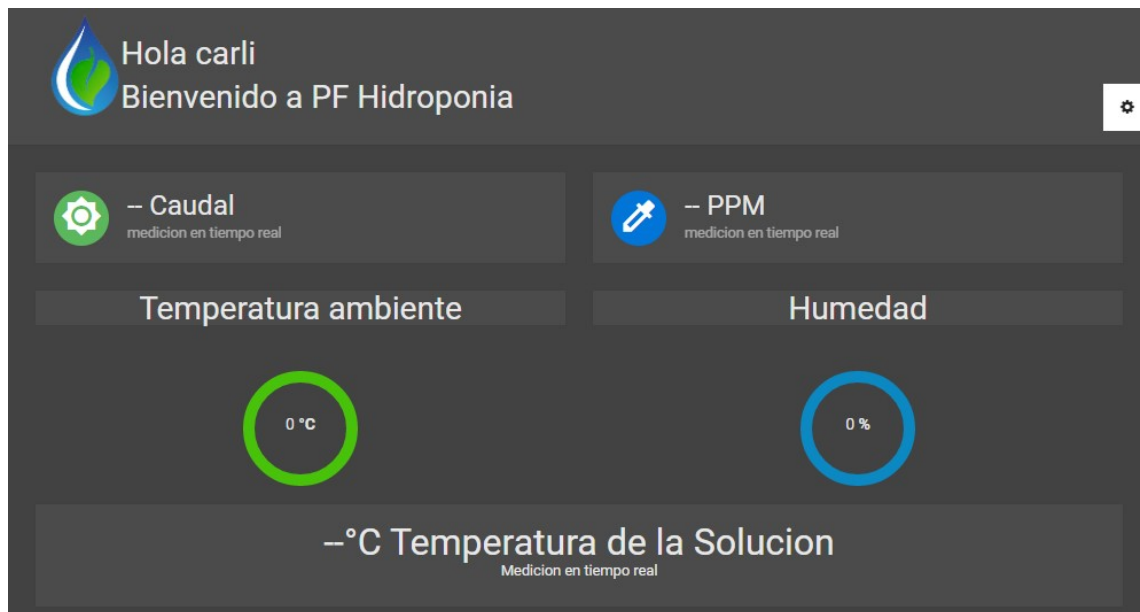 Hola carli
Bienvenido a PF Hidroponia
-- Caudal
medicion en tiempo real
-- PPM
medicion en tiempo real
Temperatura ambiente
Humedad
0 °C
0 %
--°C Temperatura de la Solucion
Medicion en tiempo real